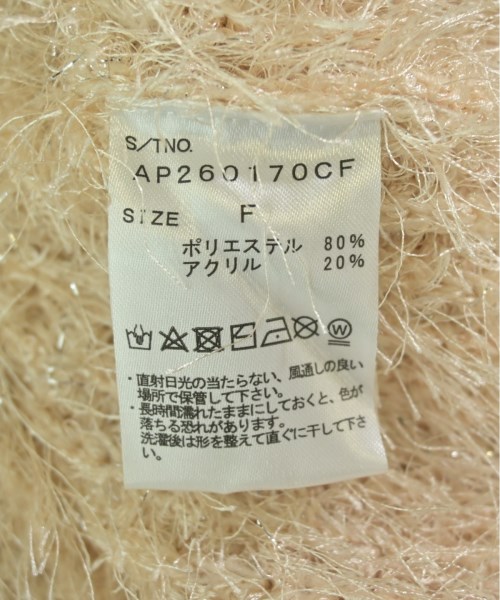 S/TNO.
AP260170CF
SIZE F
ポリエステル 80%
アクリル 20%
W
・直射日光の当たらない、風通しの良い
場所で保管して下さい。
・長時間濡れたままにしておくと、色が
落ちる恐れがあります。
洗濯後は形を整えて直ぐに干して下さ
い。